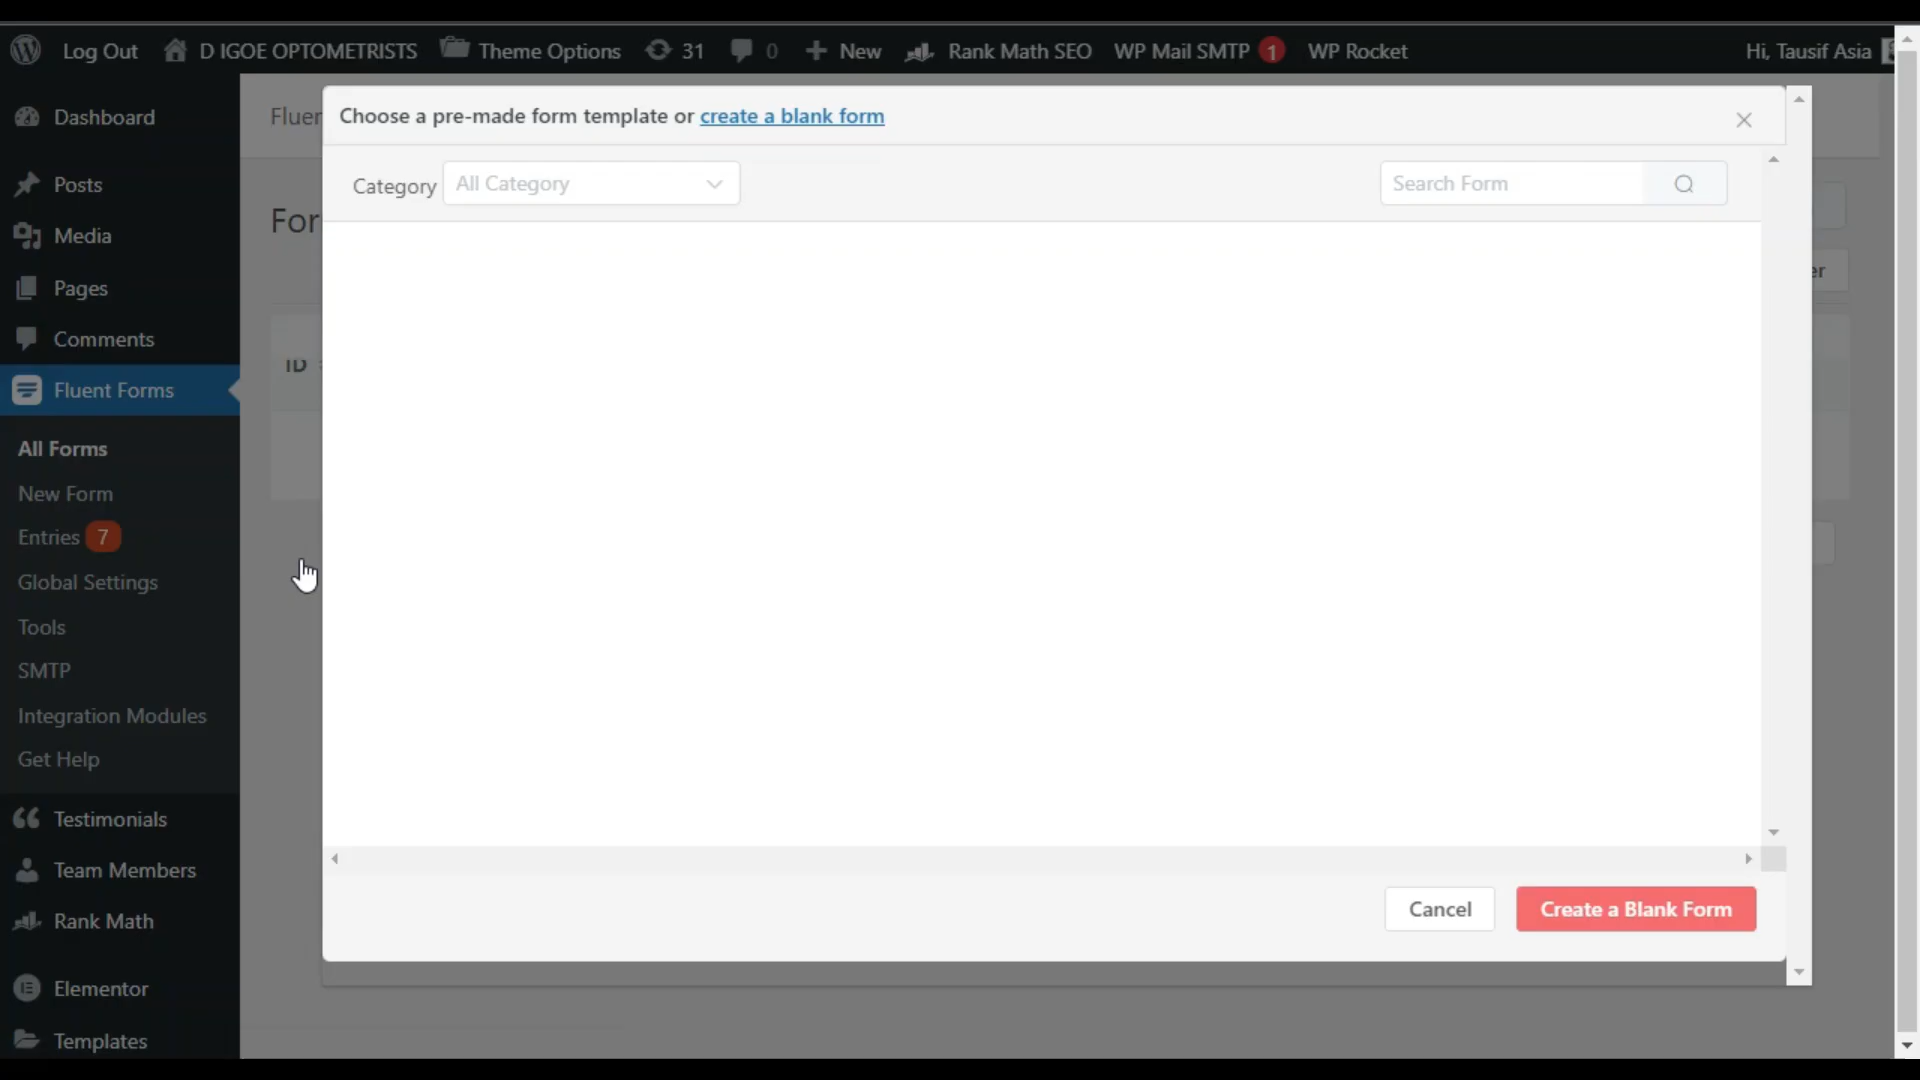 Log Out D IGOE OPTOMETRISTS Theme Options 31 0 New Rank Math SEO WP Mail SMTP 1 WP Rocket Hi, Tausif Asia
Dashboard
Posts
Media
Pages
Comments
Fluent Forms
All Forms
New Form
Entries 7
Global Settings
Tools
SMTP
Integration Modules
Get Help
Testimonials
Team Members
Rank Math
Elementor
Templates
Fluen
For
ID
er
Choose a pre-made form template or create a blank form
Category All Category Search Form
Cancel Create a Blank Form